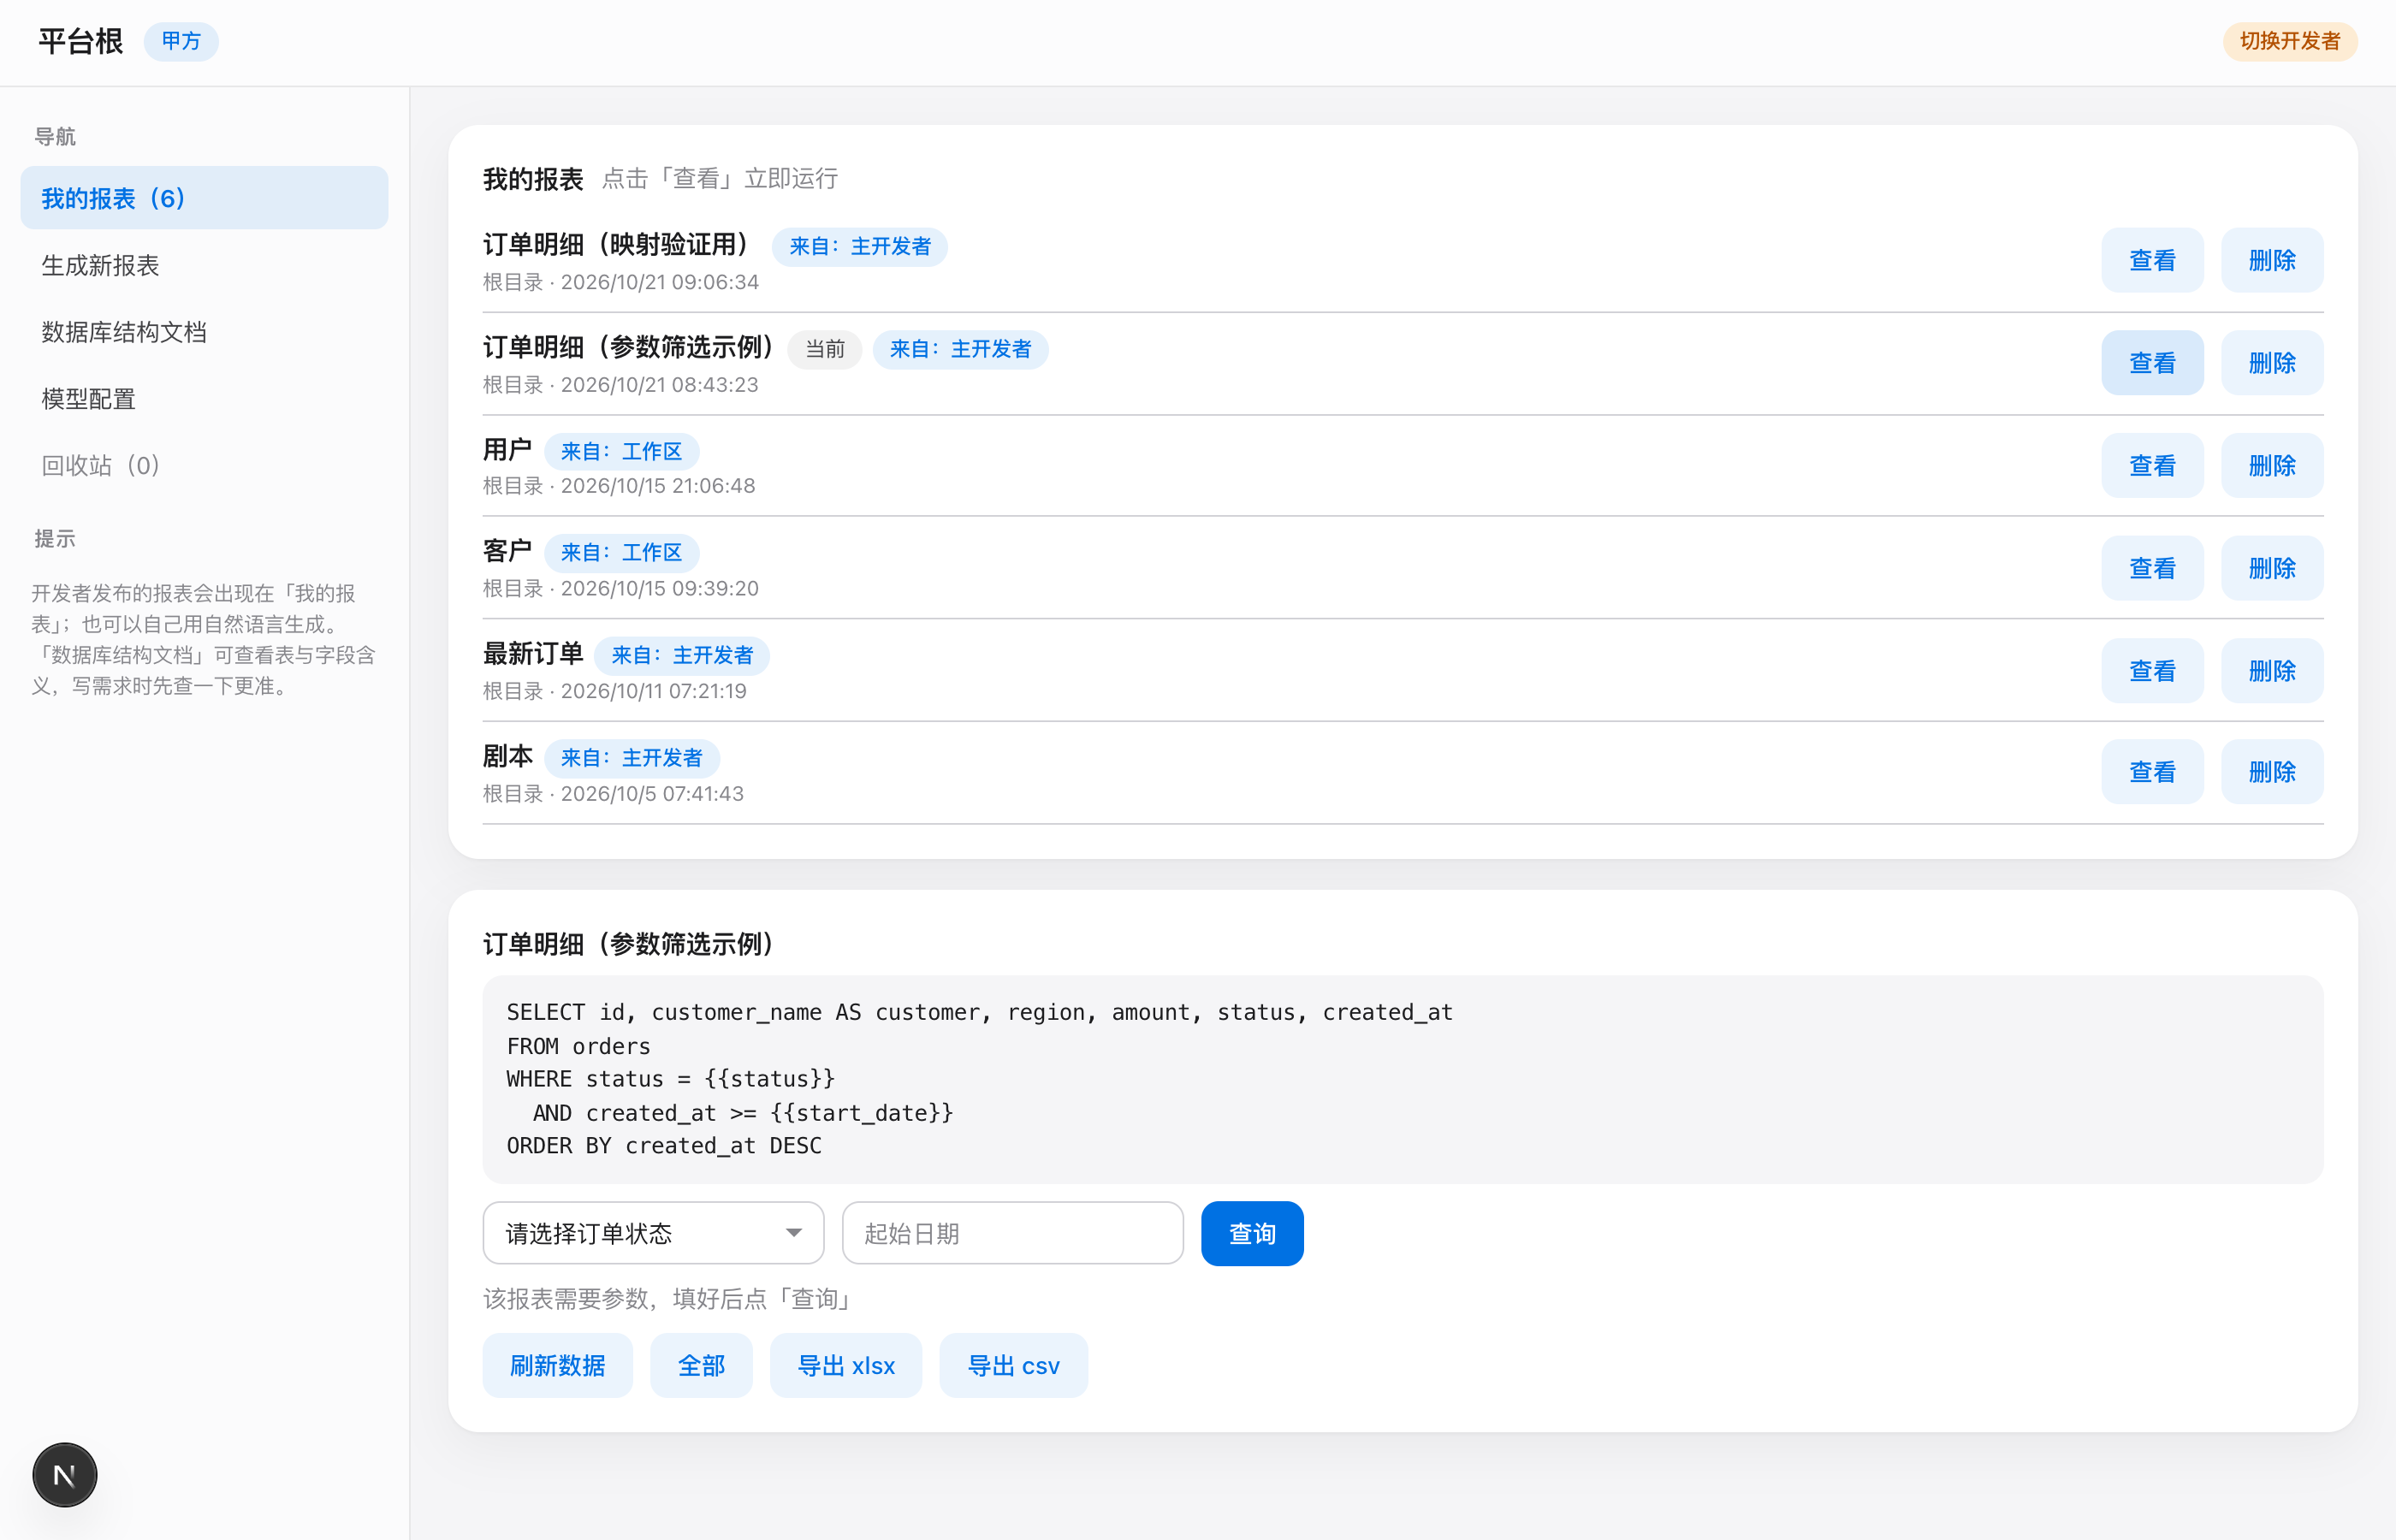 平台根 甲方 切换开发者
导航
我的报表（6）
生成新报表
数据库结构文档
模型配置
回收站（0）
提示
开发者发布的报表会出现在「我的报
表」；也可以自己用自然语言生成。
「数据库结构文档」可查看表与字段含
义，写需求时先查一下更准。
我的报表 点击「查看」立即运行
订单明细（映射验证用） 来自：主开发者
根目录 · 2026/10/21 09:06:34
查看 删除
订单明细（参数筛选示例） 当前 来自：主开发者
根目录 · 2026/10/21 08:43:23
查看 删除
用户 来自：工作区
根目录 · 2026/10/15 21:06:48
查看 删除
客户 来自：工作区
根目录 · 2026/10/15 09:39:20
查看 删除
最新订单 来自：主开发者
根目录 · 2026/10/11 07:21:19
查看 删除
剧本 来自：主开发者
根目录 · 2026/10/5 07:41:43
查看 删除
订单明细（参数筛选示例）
SELECT id, customer_name AS customer, region, amount, status, created_at
FROM orders
WHERE status = {{status}}
  AND created_at >= {{start_date}}
ORDER BY created_at DESC
请选择订单状态 起始日期 查询
该报表需要参数，填好后点「查询」
刷新数据 全部 导出 xlsx 导出 csv
N